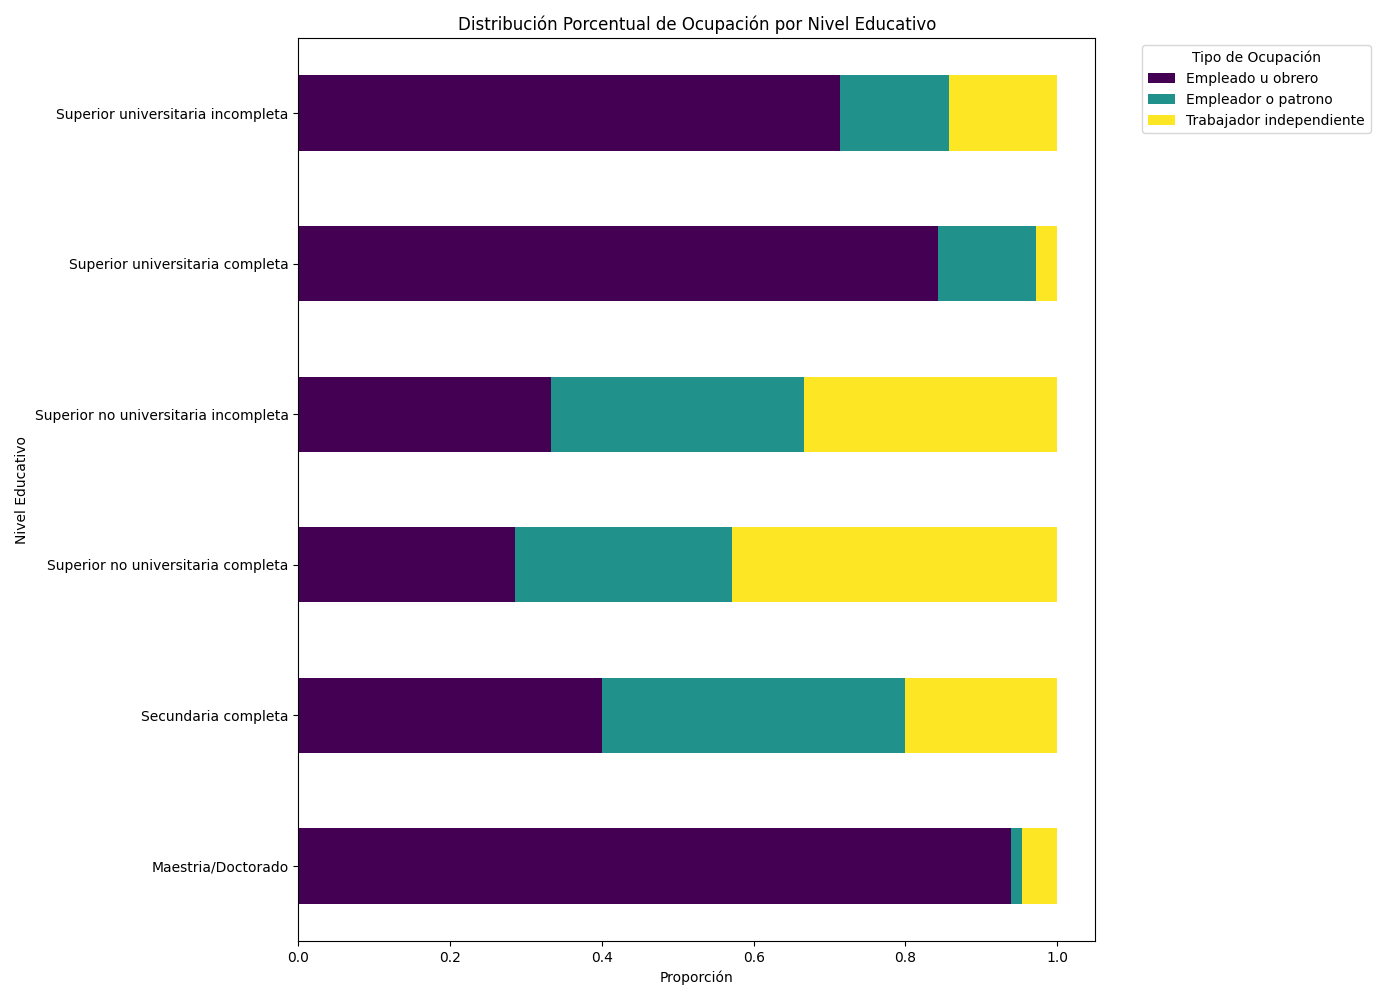 Distribución Porcentual de Ocupación por Nivel Educativo
Tipo de Ocupación
Empleado u obrero
Empleador o patrono
Trabajador independiente
Nivel Educativo
Superior universitaria incompleta
Superior universitaria completa
Superior no universitaria incompleta
Superior no universitaria completa
Secundaria completa
Maestria/Doctorado
0.0 0.2 0.4 0.6 0.8 1.0
Proporción